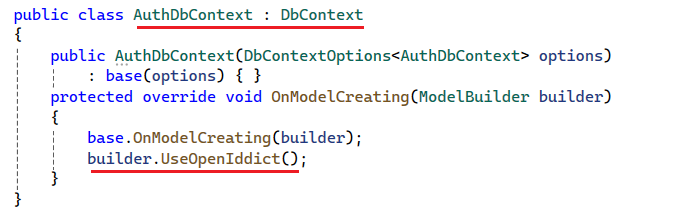 public class AuthDbContext : DbContext
{
public AuthDbContext(DbContextOptions<AuthDbContext> options)
: base(options) { }
protected override void OnModelCreating(ModelBuilder builder)
{
base.OnModelCreating(builder);
builder.UseOpenIddict();
}
}